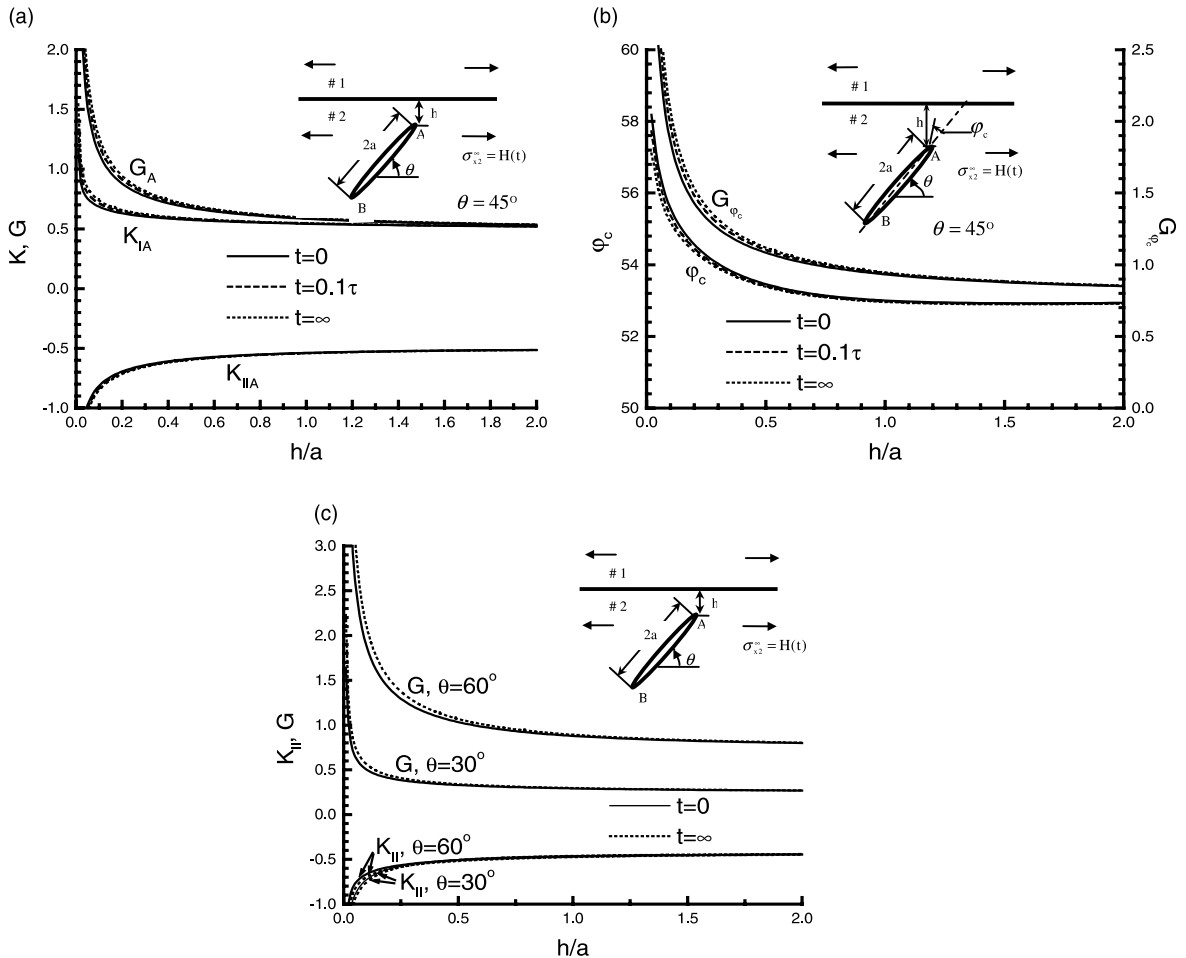 (a)
2.0
1.5
1.0
0.5
0.0
-0.5
-1.0
K, G
0.0 0.2 0.4 0.6 0.8 1.0 1.2 1.4 1.6 1.8 2.0
h/a
G_A
K_IA
K_IIA
t=0
t=0.1τ
t=∞
# 1
# 2
h
2a
A
θ
B
σ_x2^∞ = H(t)
θ = 45°
(b)
60
58
56
54
52
50
φ_c
2.5
2.0
1.5
1.0
0.5
0.0
G_φc
0.0 0.5 1.0 1.5 2.0
h/a
G_φc
φ_c
t=0
t=0.1τ
t=∞
# 1
# 2
h
φ_c
2a
A
θ
B
σ_x2^∞ = H(t)
θ = 45°
(c)
3.0
2.5
2.0
1.5
1.0
0.5
0.0
-0.5
-1.0
K_II, G
0.0 0.5 1.0 1.5 2.0
h/a
G, θ=60°
G, θ=30°
K_II, θ=60°
K_II, θ=30°
t=0
t=∞
# 1
# 2
h
2a
A
θ
B
σ_x2^∞ = H(t)